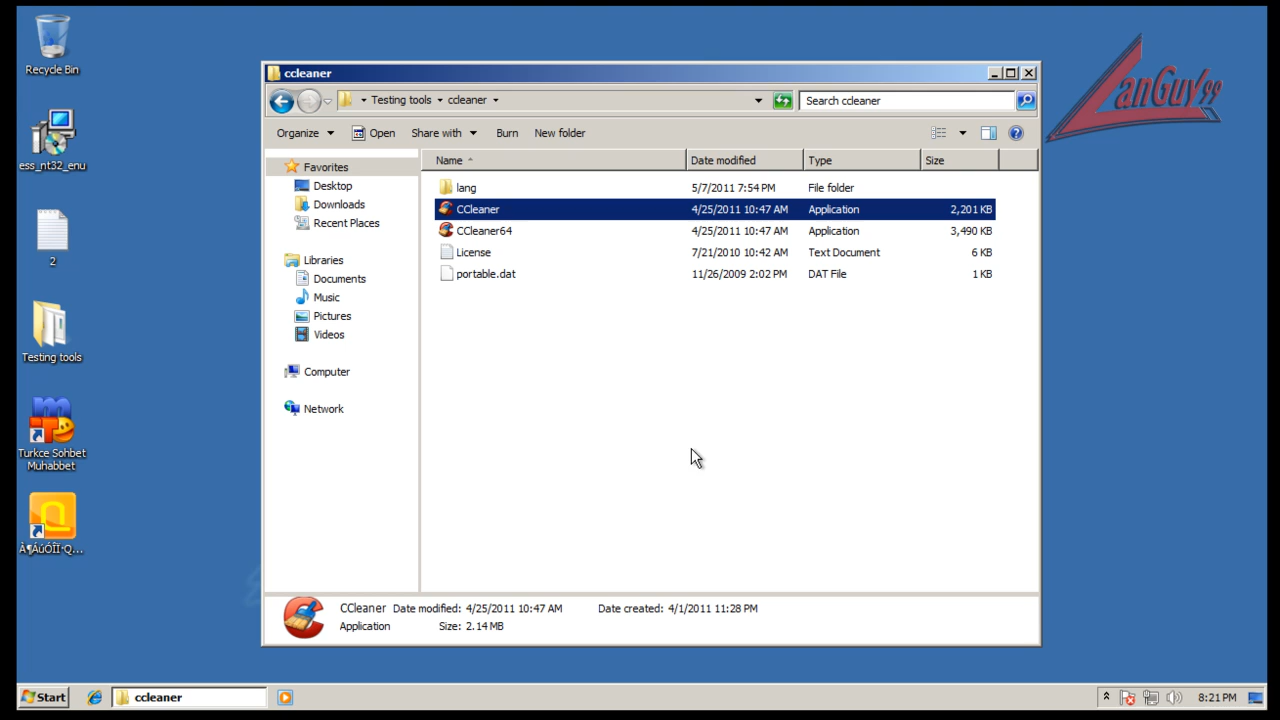 Recycle Bin
ess_nt32_enu
2
Testing tools
Turkce Sohbet
Muhabbet
À¶ÁúÓÎÏ·Q...
LanGuy99
ccleaner
Testing tools ccleaner
Search ccleaner
Organize Open Share with Burn New folder
Name Date modified Type Size
Favorites
Desktop
Downloads
Recent Places
Libraries
Documents
Music
Pictures
Videos
Computer
Network
lang 5/7/2011 7:54 PM File folder
CCleaner 4/25/2011 10:47 AM Application 2,201 KB
CCleaner64 4/25/2011 10:47 AM Application 3,490 KB
License 7/21/2010 10:42 AM Text Document 6 KB
portable.dat 11/26/2009 2:02 PM DAT File 1 KB
CCleaner Date modified: 4/25/2011 10:47 AM Date created: 4/1/2011 11:28 PM
Application Size: 2.14 MB
Start ccleaner 8:21 PM